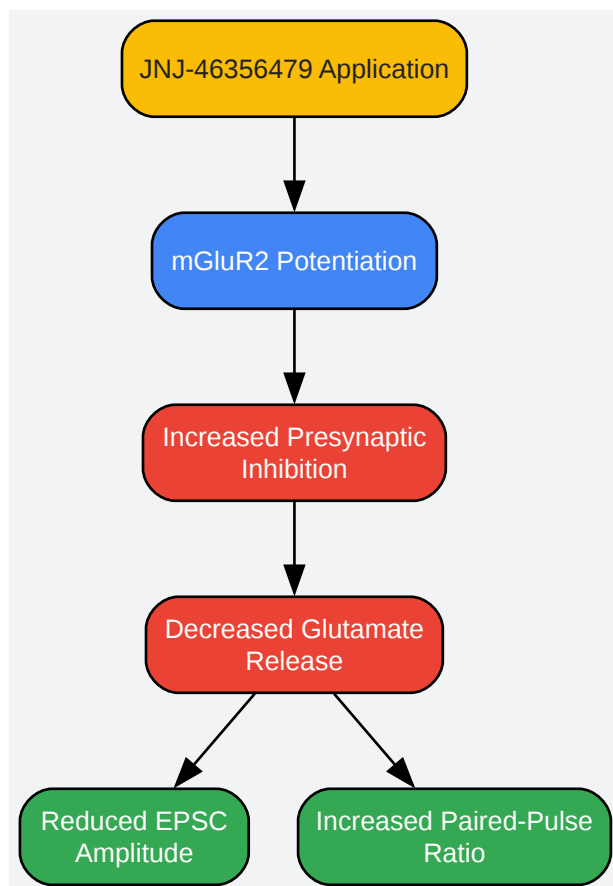 JNJ-46356479 Application
mGluR2 Potentiation
Increased Presynaptic
Inhibition
Decreased Glutamate
Release
Reduced EPSC
Amplitude
Increased Paired-Pulse
Ratio